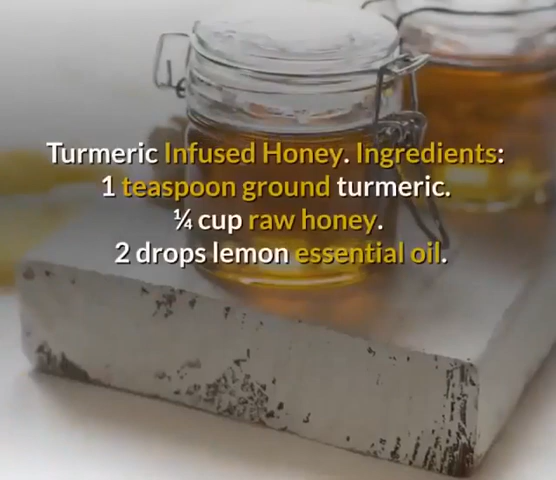 Turmeric Infused Honey. Ingredients:
1 teaspoon ground turmeric.
¼ cup raw honey.
2 drops lemon essential oil.